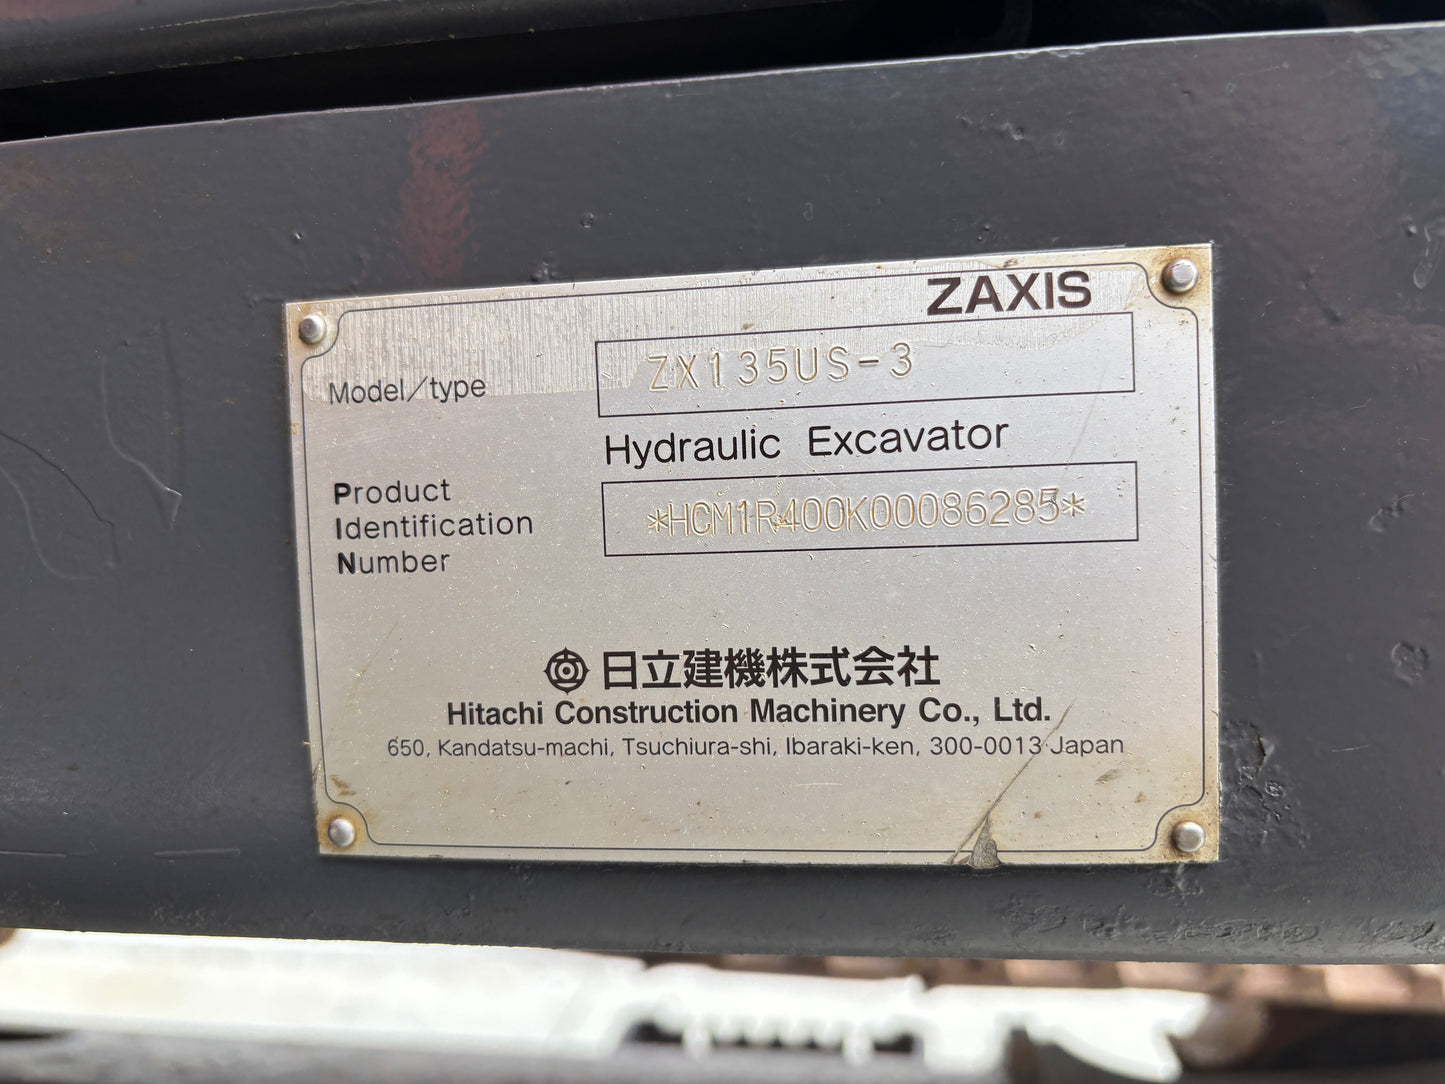 ZAXIS
Model/type ZX135US-3
Hydraulic Excavator
Product
Identification
Number
*HCM1R400K00086285*
日立建機株式会社
Hitachi Construction Machinery Co., Ltd.
650, Kandatsu-machi, Tsuchiura-shi, Ibaraki-ken, 300-0013 Japan